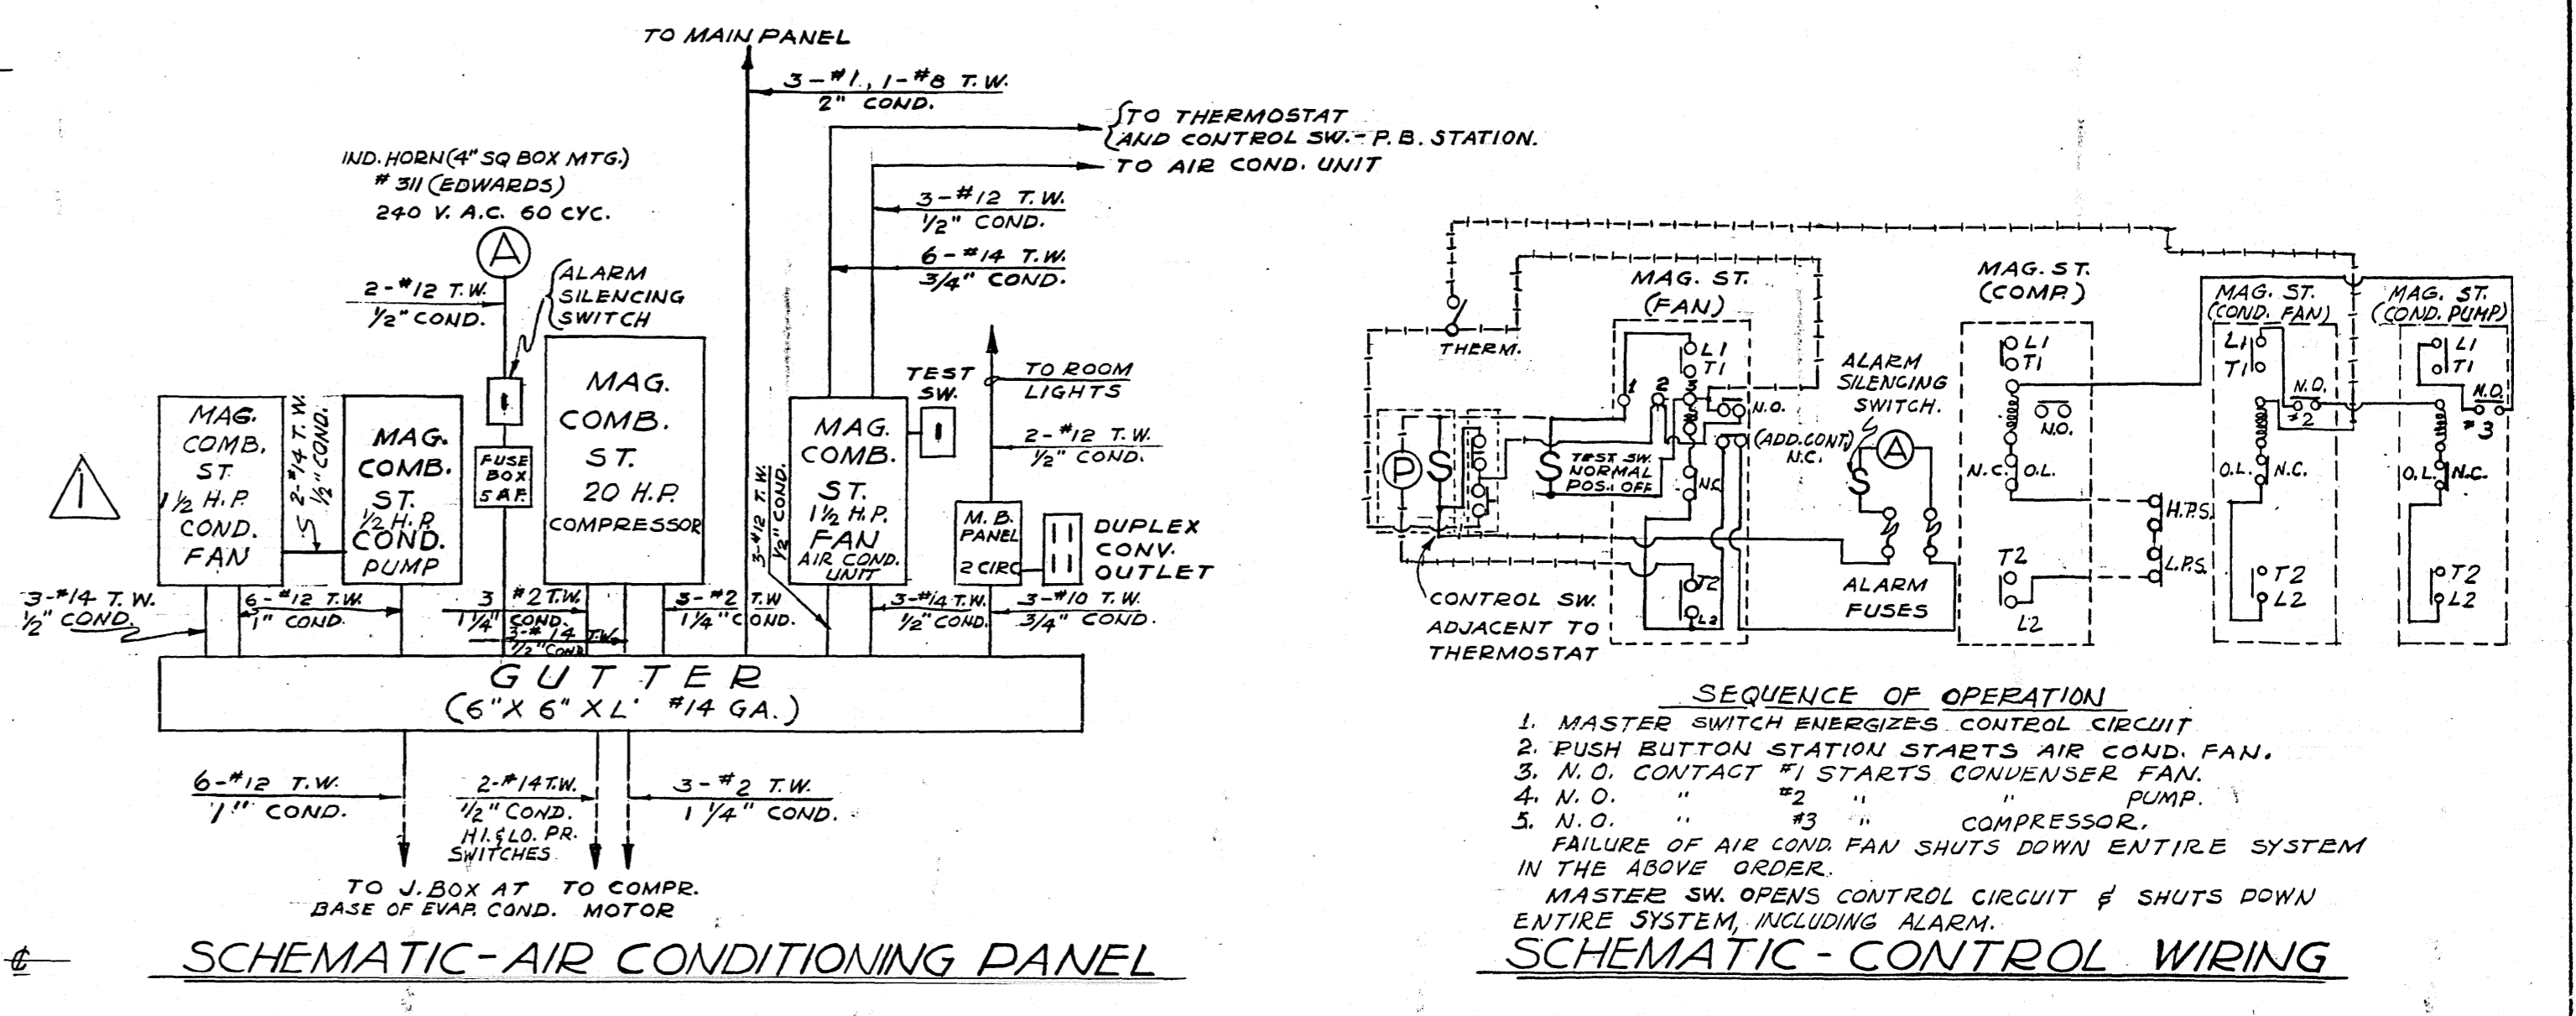 TO MAIN PANEL
3-#1, 1-#8 T.W.
2" COND.
TO THERMOSTAT
AND CONTROL SW.- P.B. STATION.
TO AIR COND. UNIT
IND. HORN (4" SQ BOX MTG.)
#311 (EDWARDS)
240 V. A.C. 60 CYC.
A
3-#12 T.W.
1/2" COND.
6-#14 T.W.
3/4" COND.
2-#12 T.W.
1/2" COND.
ALARM
SILENCING
SWITCH
TEST
SW.
TO ROOM
LIGHTS
2-#12 T.W.
1/2" COND.
1
MAG.
COMB.
ST.
1 1/2 H.P.
COND.
FAN
2-#14 T.W.
1/2" COND.
MAG.
COMB.
ST.
1/2 H.P.
COND.
PUMP
FUSE
BOX
5 A.F.
MAG.
COMB.
ST.
20 H.P.
COMPRESSOR
3-#12 T.W.
1/2" COND.
MAG.
COMB.
ST.
1 1/2 H.P.
FAN
AIR COND.
UNIT
M.B.
PANEL
2 CIRC
DUPLEX
CONV.
OUTLET
3-#14 T.W.
1/2" COND.
6-#12 T.W.
1" COND.
3 #2 T.W.
1 1/4" COND.
3-#14 T.W.
1/2" COND
3-#2 T.W
1 1/4" COND.
3-#14 T.W.
1/2" COND.
3-#10 T.W.
3/4" COND.
GUTTER
(6"X 6" X L' #14 GA.)
6-#12 T.W.
1" COND.
2-#14 T.W.
1/2" COND.
HI. & LO. PR.
SWITCHES
3-#2 T.W.
1 1/4" COND.
TO J. BOX AT
BASE OF EVAP. COND.
TO COMPR.
MOTOR
℄
SCHEMATIC-AIR CONDITIONING PANEL
THERM.
MAG. ST.
(FAN)
L1
T1
1 2 3
N.O.
(ADD. CONT.)
N.C.
P
S
S
TEST SW.
NORMAL
POS. OFF
N.C
T2
L2
CONTROL SW.
ADJACENT TO
THERMOSTAT
ALARM
SILENCING
SWITCH.
A
S
ALARM
FUSES
MAG. ST.
(COMP.)
L1
T1
N.O.
N.C. O.L.
T2
L2
H.P.S.
L.P.S.
MAG. ST.
(COND. FAN)
L1
T1
N.O.
#2
O.L. N.C.
T2
L2
MAG. ST.
(COND. PUMP)
L1
T1
N.O.
#3
O.L. N.C.
T2
L2
SEQUENCE OF OPERATION
1. MASTER SWITCH ENERGIZES CONTROL CIRCUIT
2. PUSH BUTTON STATION STARTS AIR COND. FAN.
3. N.O. CONTACT #1 STARTS CONDENSER FAN.
4. N.O. " #2 " " PUMP.
5. N.O. " #3 " COMPRESSOR.
FAILURE OF AIR COND. FAN SHUTS DOWN ENTIRE SYSTEM
IN THE ABOVE ORDER.
MASTER SW. OPENS CONTROL CIRCUIT & SHUTS DOWN
ENTIRE SYSTEM, INCLUDING ALARM.
SCHEMATIC - CONTROL WIRING